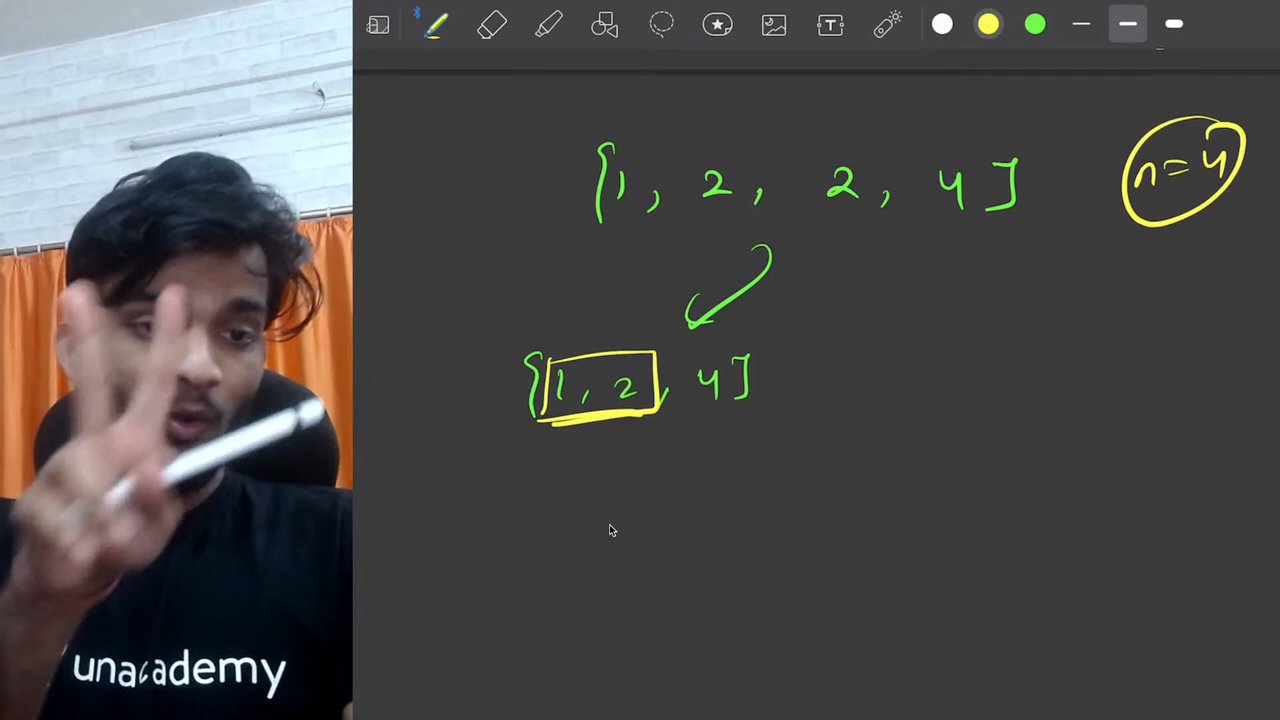 [1, 2, 2, 4]
n=4
[1, 2, 4]
T
unacademy